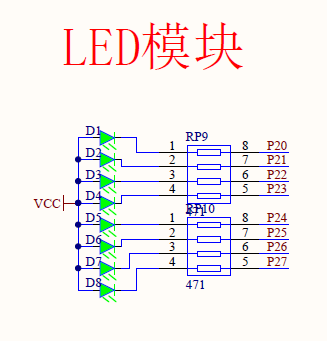 LED模块
D1
RP9
1 8 P20
D2
2 7 P21
D3
3 6 P22
D4
4 5 P23
VCC
471
RP10
D5
1 8 P24
D6
2 7 P25
D7
3 6 P26
D8
4 5 P27
471